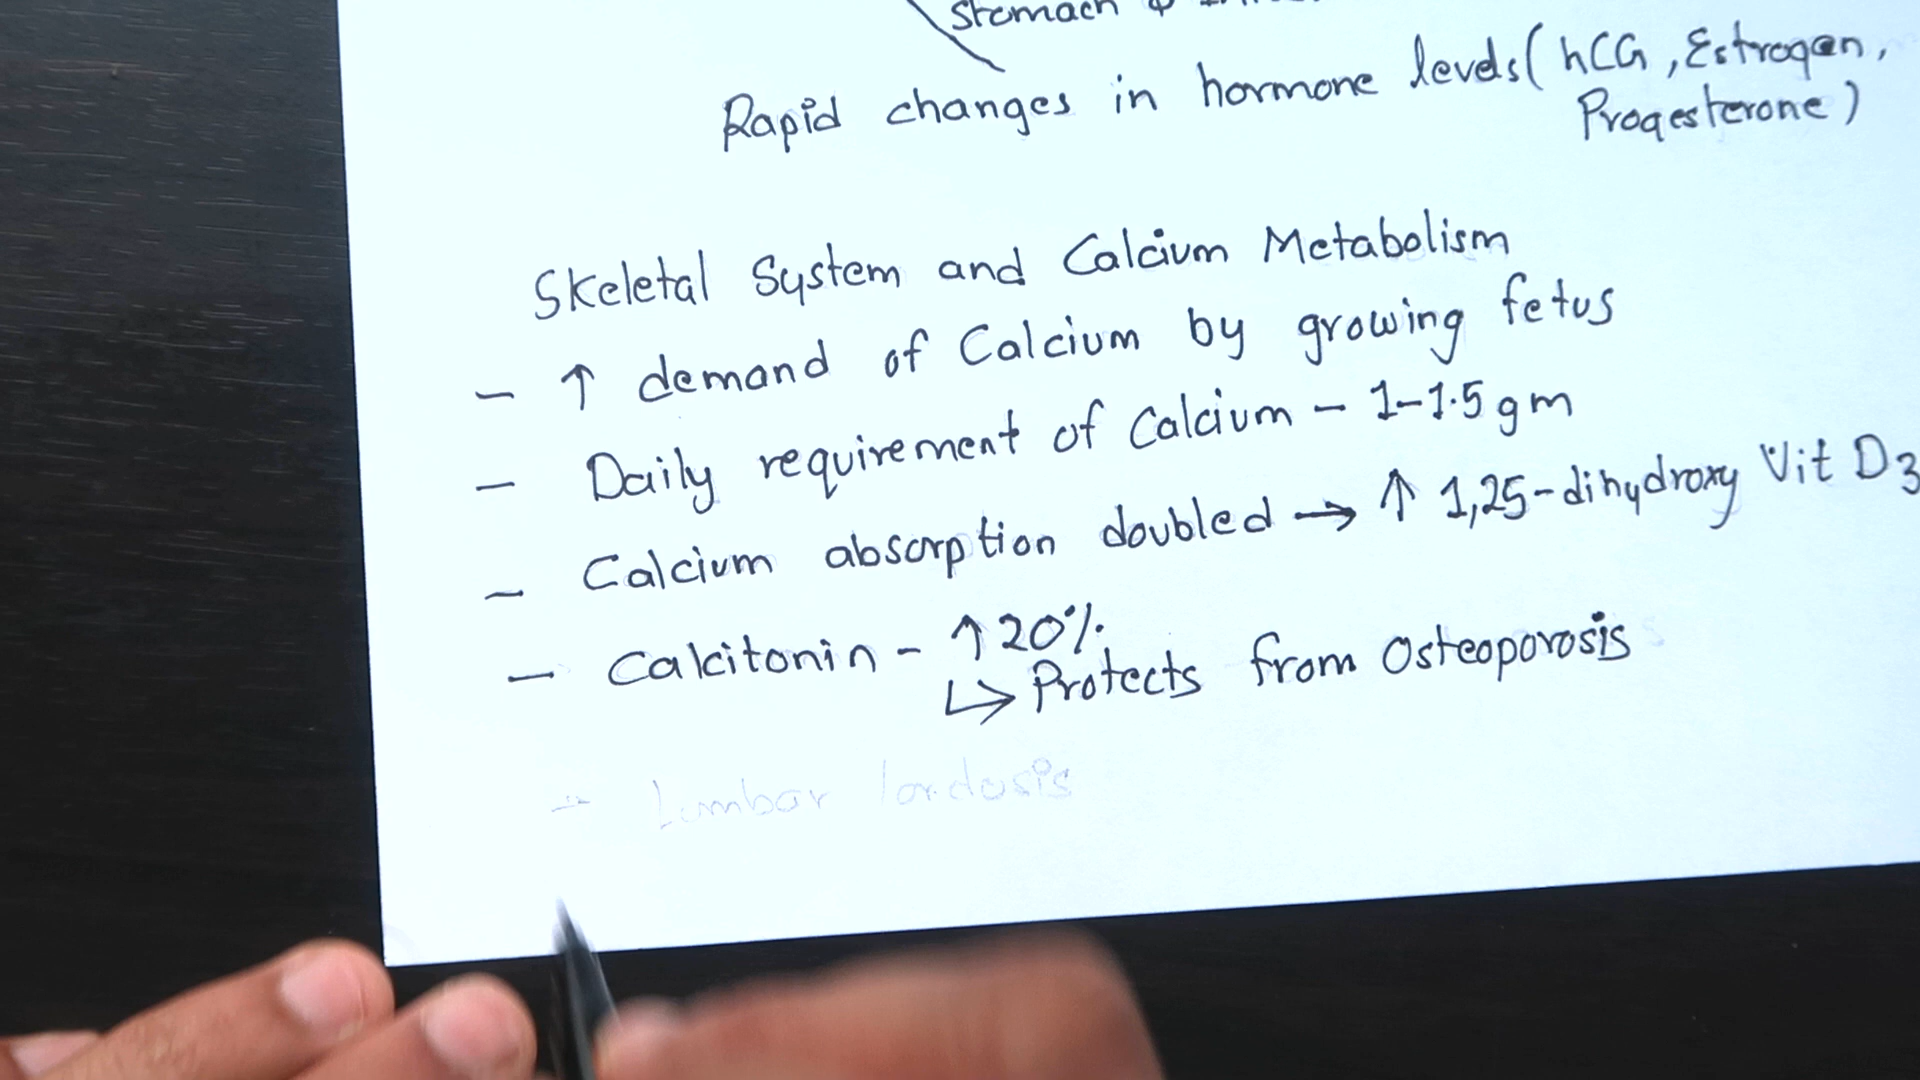 Stomach &
Rapid changes in hormone levels (hCG, Estrogen,
Progesterone)
Skeletal System and Calcium Metabolism
- ↑ demand of Calcium by growing fetus
- Daily requirement of Calcium - 1-1.5 gm
- Calcium absorption doubled → ↑ 1,25-dihydroxy Vit D3
- Calcitonin - ↑ 20%
↳ Protects from Osteoporosis
- Lumbar lordosis